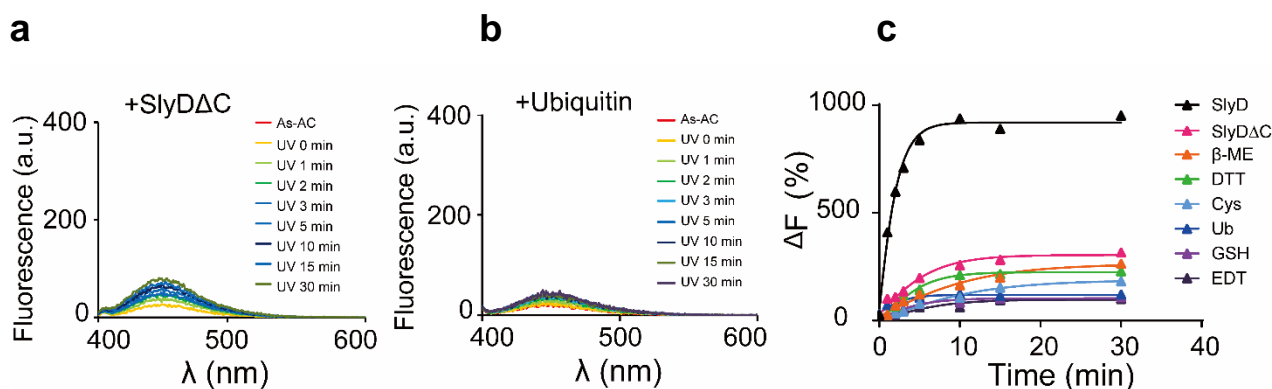 a
+SlyDΔC
Fluorescence (a.u.)
400
200
0
400
500
600
λ (nm)
As-AC
UV 0 min
UV 1 min
UV 2 min
UV 3 min
UV 5 min
UV 10 min
UV 15 min
UV 30 min
b
+Ubiquitin
Fluorescence (a.u.)
400
200
0
400
500
600
λ (nm)
As-AC
UV 0 min
UV 1 min
UV 2 min
UV 3 min
UV 5 min
UV 10 min
UV 15 min
UV 30 min
c
ΔF (%)
1000
500
0
0
10
20
30
40
Time (min)
SlyD
SlyDΔC
β-ME
DTT
Cys
Ub
GSH
EDT